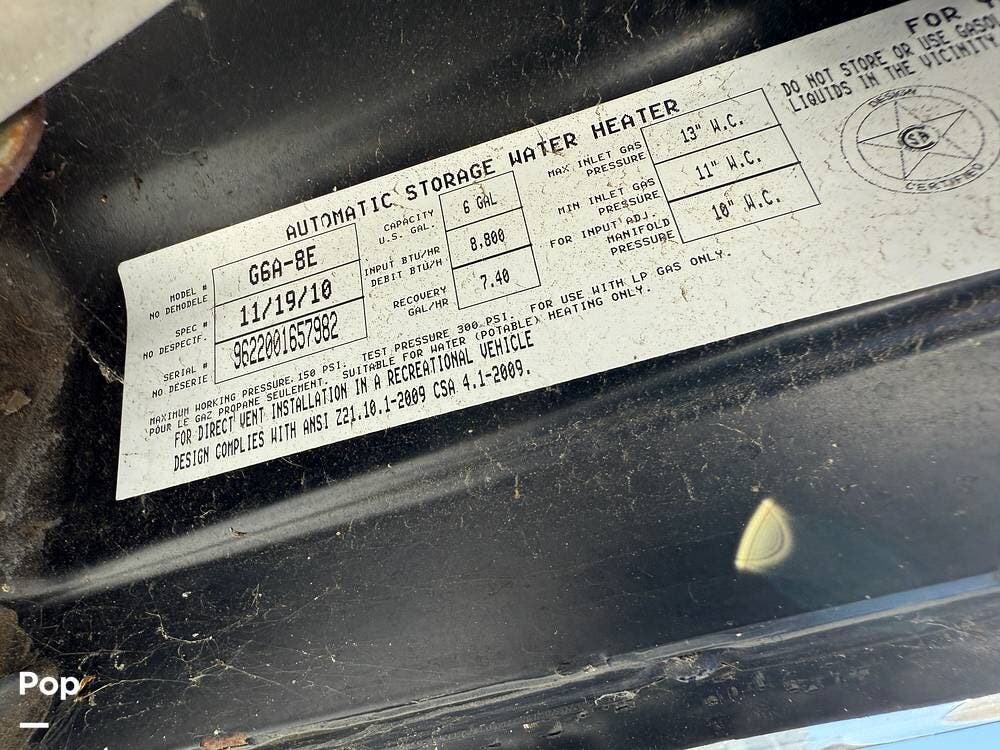 AUTOMATIC STORAGE WATER HEATER
MODEL #
NO DEMODELE
G6A-8E
SPEC #
NO DESPECIF.
11/19/10
SERIAL #
NO DESERIE
9622001657982
CAPACITY
U.S. GAL.
6 GAL
INPUT BTU/HR
DEBIT BTU/H
8,800
RECOVERY
GAL/HR
7.40
MAX INLET GAS
PRESSURE
13" W.C.
MIN INLET GAS
PRESSURE
11" W.C.
FOR INPUT ADJ.
MANIFOLD
PRESSURE
10" W.C.
MAXIMUM WORKING PRESSURE 150 PSI. TEST PRESSURE 300 PSI. FOR USE WITH LP GAS ONLY.
POUR LE GAZ PROPANE SEULEMENT. SUITABLE FOR WATER (POTABLE) HEATING ONLY.
FOR DIRECT VENT INSTALLATION IN A RECREATIONAL VEHICLE
DESIGN COMPLIES WITH ANSI Z21.10.1-2009 CSA 4.1-2009.
FOR
DO NOT STORE OR USE
LIQUIDS IN THE VICINITY
DESIGN
CERTIFIED
Pop